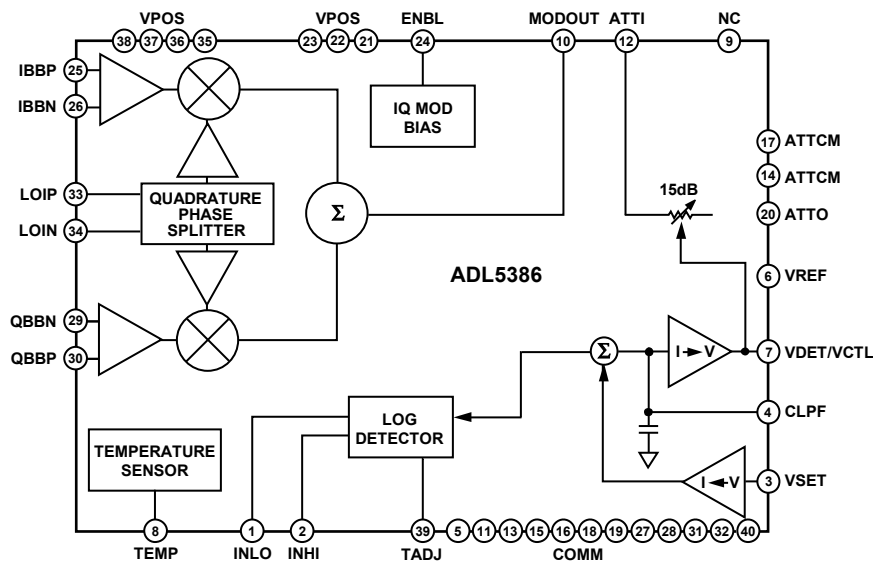 VPOS VPOS ENBL MODOUT ATTI NC
38 37 36 35 23 22 21 24 10 12 9
IBBP 25
IBBN 26
IQ MOD
BIAS
17 ATTCM
14 ATTCM
LOIP 33
LOIN 34
QUADRATURE
PHASE
SPLITTER
Σ
15dB
20 ATTO
ADL5386
6 VREF
QBBN 29
QBBP 30
Σ
I→V
7 VDET/VCTL
LOG
DETECTOR
4 CLPF
TEMPERATURE
SENSOR
I←V
3 VSET
8 1 2 39 5 11 13 15 16 18 19 27 28 31 32 40
TEMP INLO INHI TADJ COMM